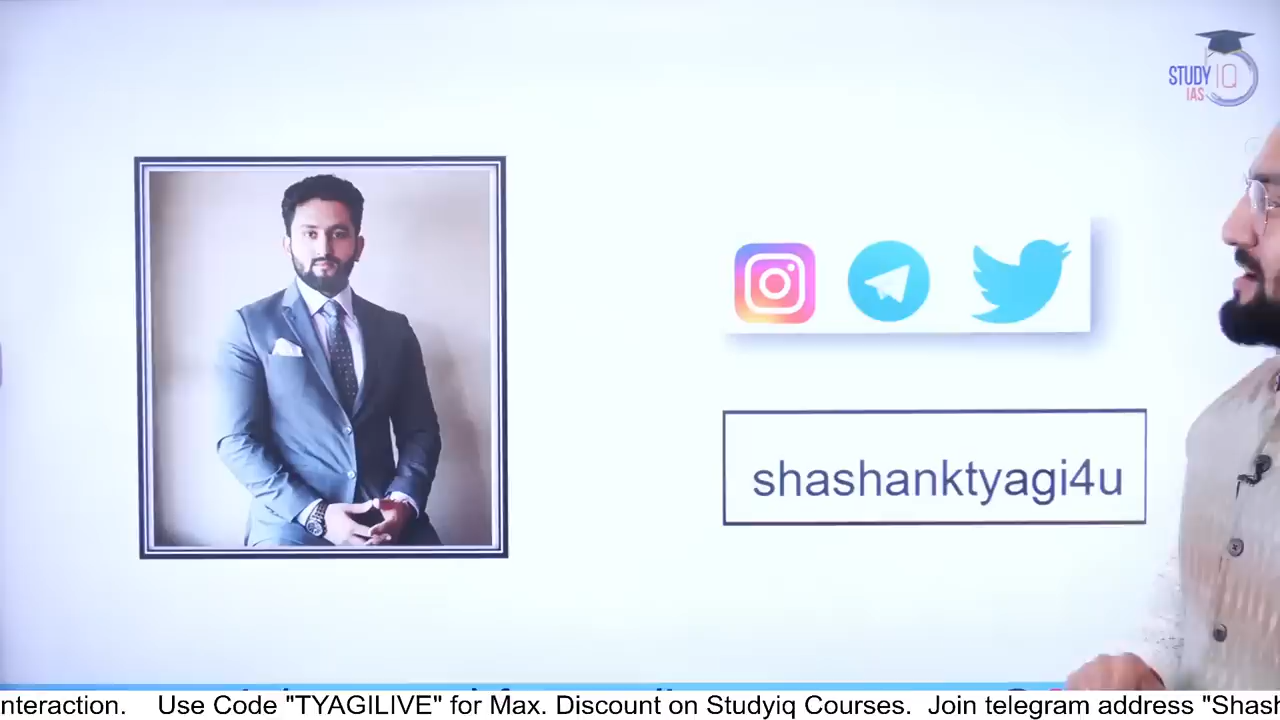 STUDY IQ
IAS
shashanktyagi4u
nteraction. Use Code "TYAGILIVE" for Max. Discount on Studyiq Courses. Join telegram address "Shash